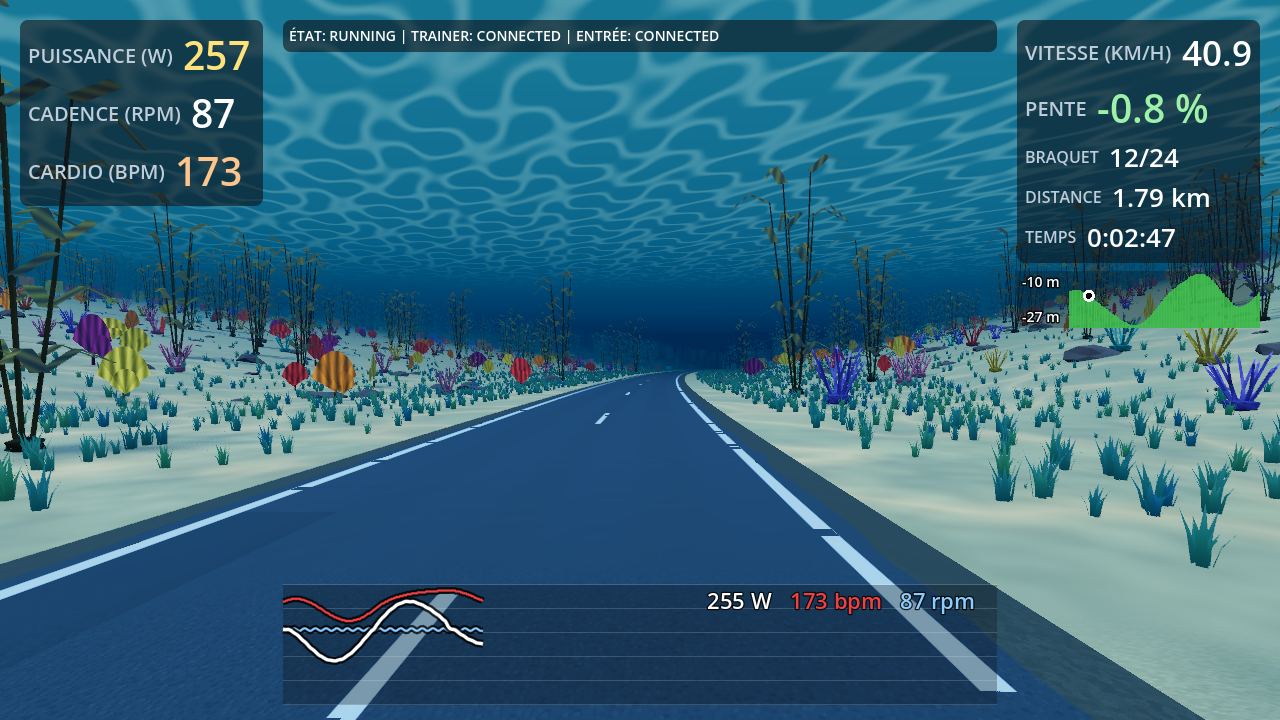 PUISSANCE (W) 257
CADENCE (RPM) 87
CARDIO (BPM) 173
ÉTAT: RUNNING | TRAINER: CONNECTED | ENTRÉE: CONNECTED
VITESSE (KM/H) 40.9
PENTE -0.8 %
BRAQUET 12/24
DISTANCE 1.79 km
TEMPS 0:02:47
-10 m
-27 m
255 W 173 bpm 87 rpm